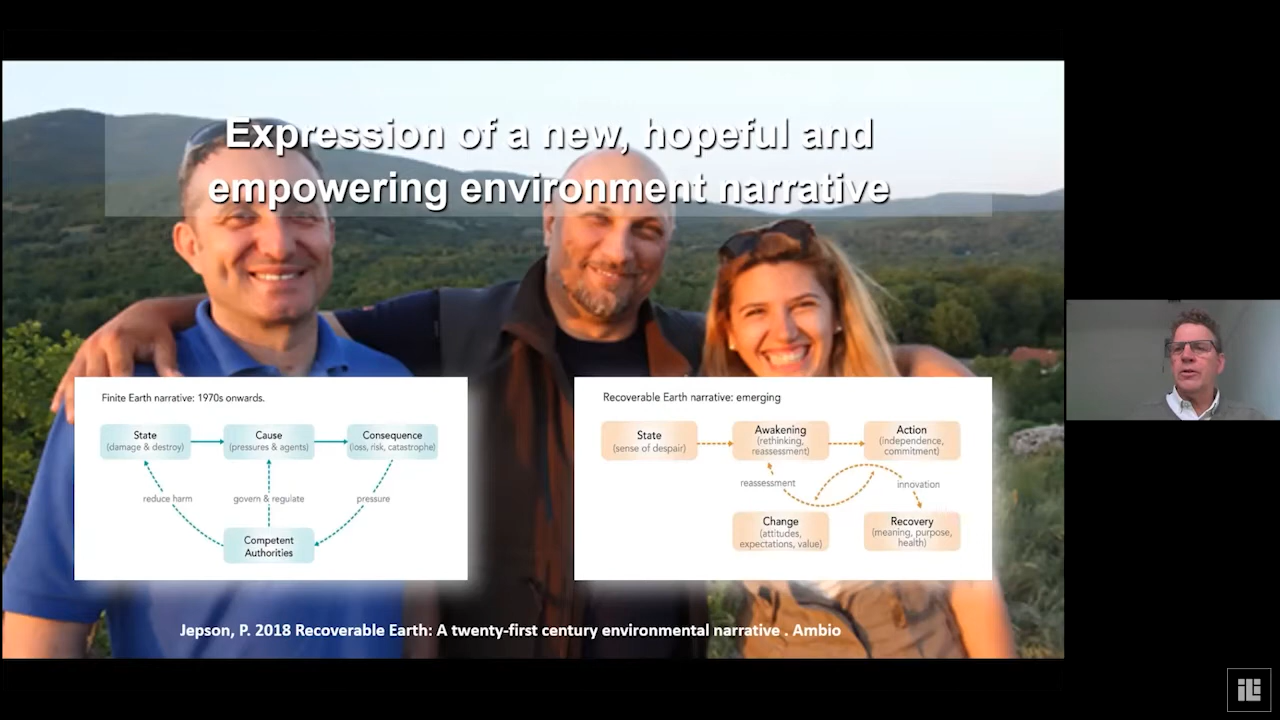 Expression of a new, hopeful and
empowering environment narrative
Finite Earth narrative: 1970s onwards.
State
(damage & destroy)
Cause
(pressures & agents)
Consequence
(loss, risk, catastrophe)
reduce harm
govern & regulate
pressure
Competent
Authorities
Recoverable Earth narrative: emerging
State
(sense of despair)
Awakening
(rethinking,
reassessment)
Action
(independence,
commitment)
reassessment
innovation
Change
(attitudes,
expectations, value)
Recovery
(meaning, purpose,
health)
Jepson, P. 2018 Recoverable Earth: A twenty-first century environmental narrative . Ambio